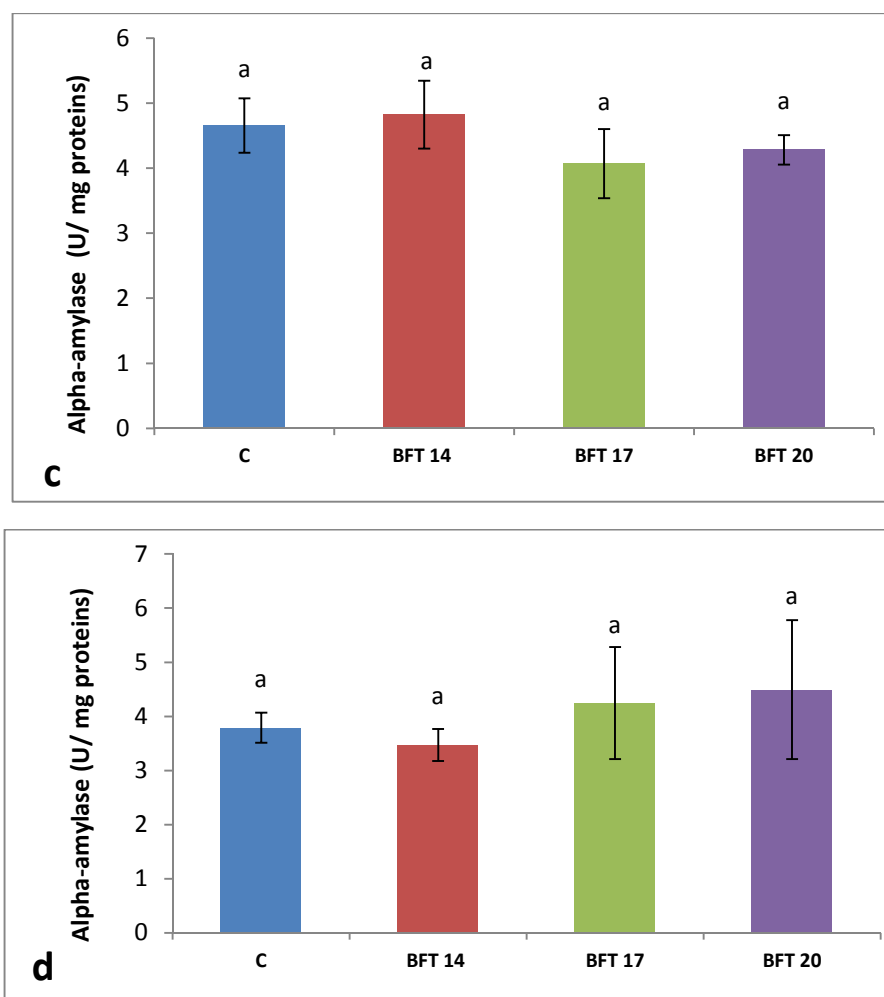 Alpha-amylase (U/ mg proteins)
6
5
4
3
2
1
0
a
a
a
a
C
BFT 14
BFT 17
BFT 20
c
Alpha-amylase (U/ mg proteins)
7
6
5
4
3
2
1
0
a
a
a
a
C
BFT 14
BFT 17
BFT 20
d